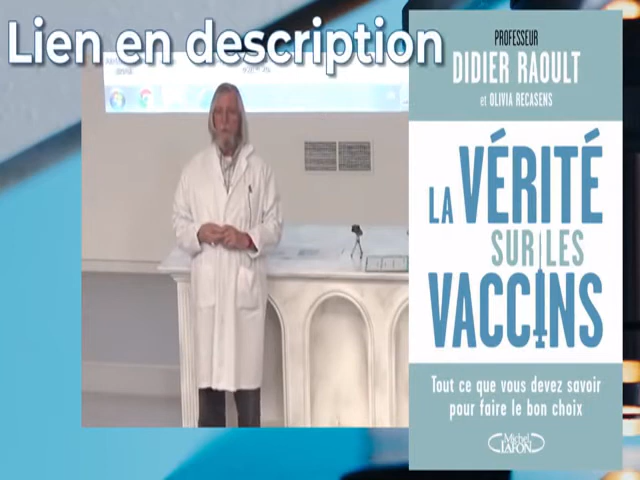 Lien en description
PROFESSEUR
DIDIER RAOULT
et OLIVIA RECASENS
LA VÉRITÉ
SUR LES
VACCINS
Tout ce que vous devez savoir
pour faire le bon choix
Michel
LAFON